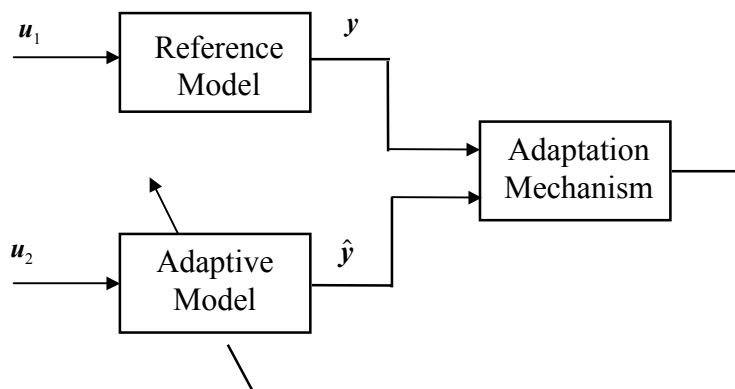 u₁
Reference
Model
y
Adaptation
Mechanism
u₂
Adaptive
Model
ŷ